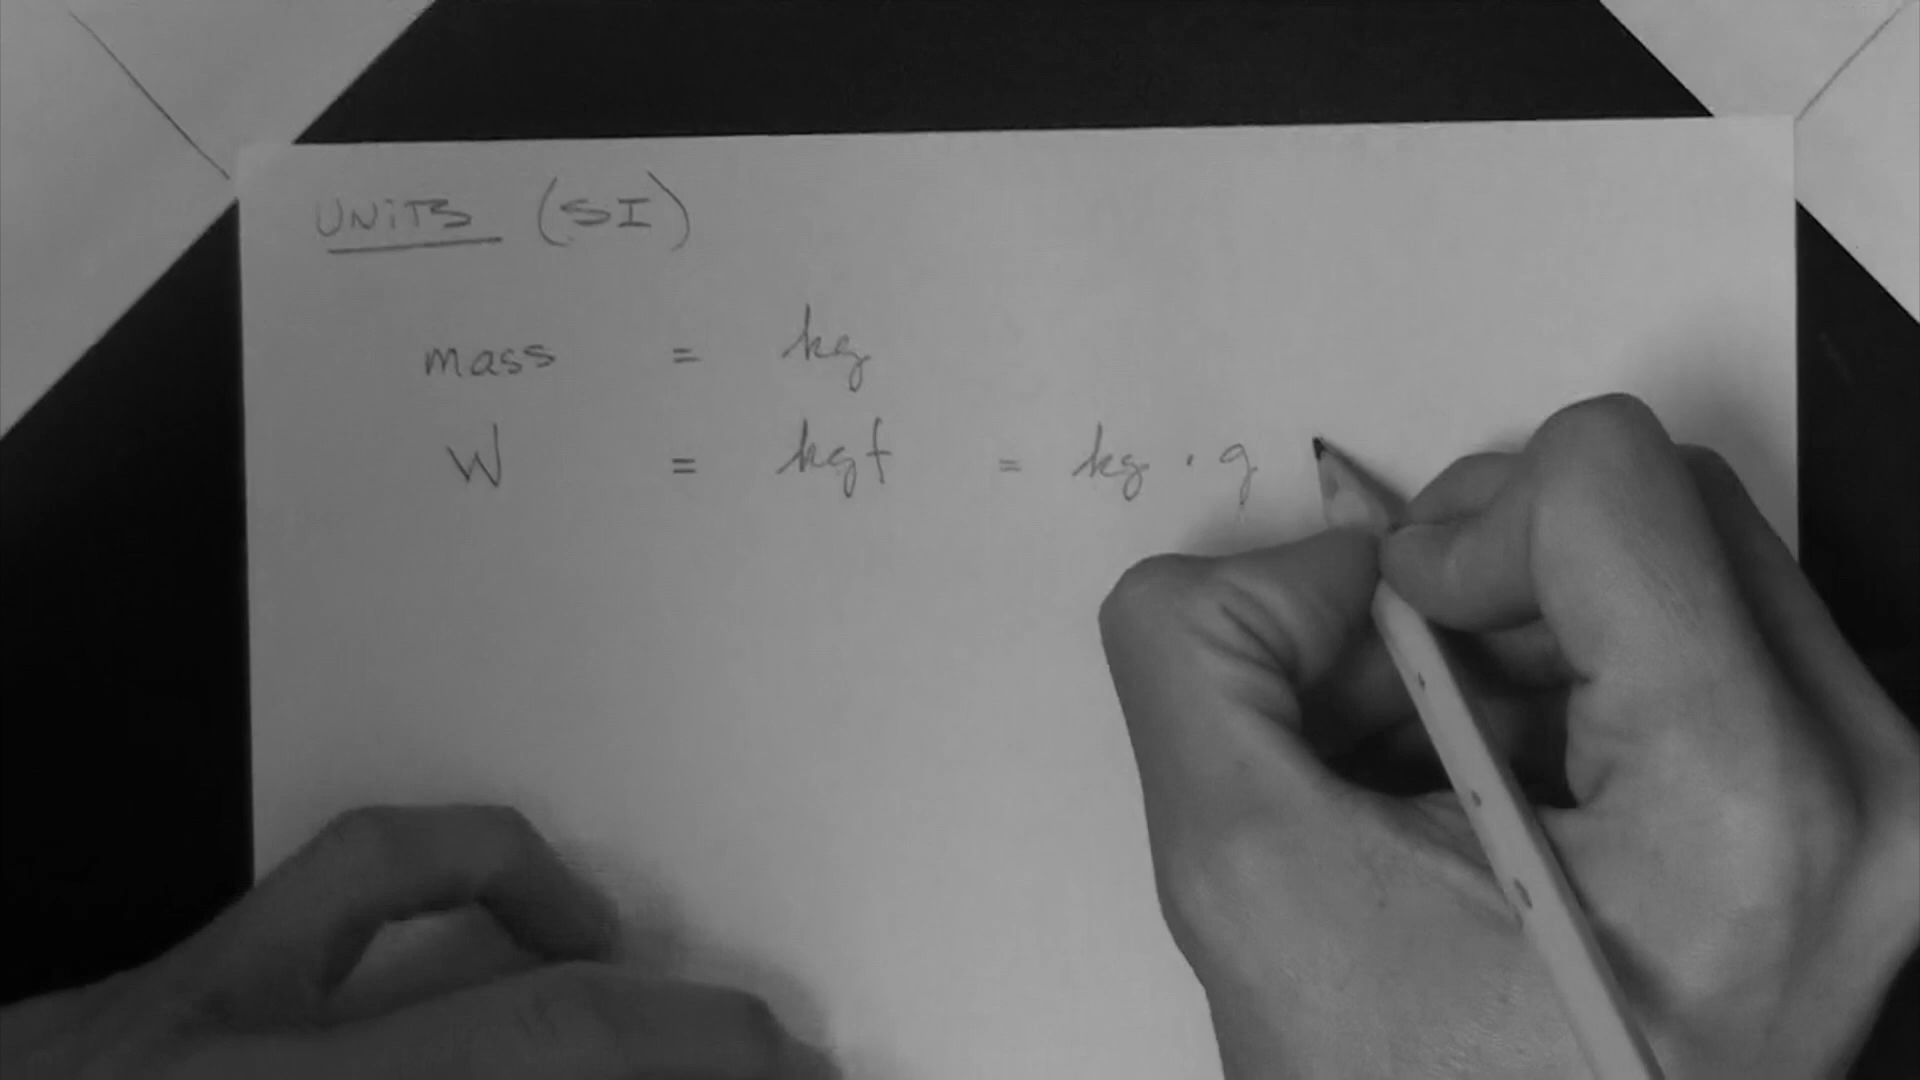 UNiTS (SI)
mass = kg
W = kgf = kg · g